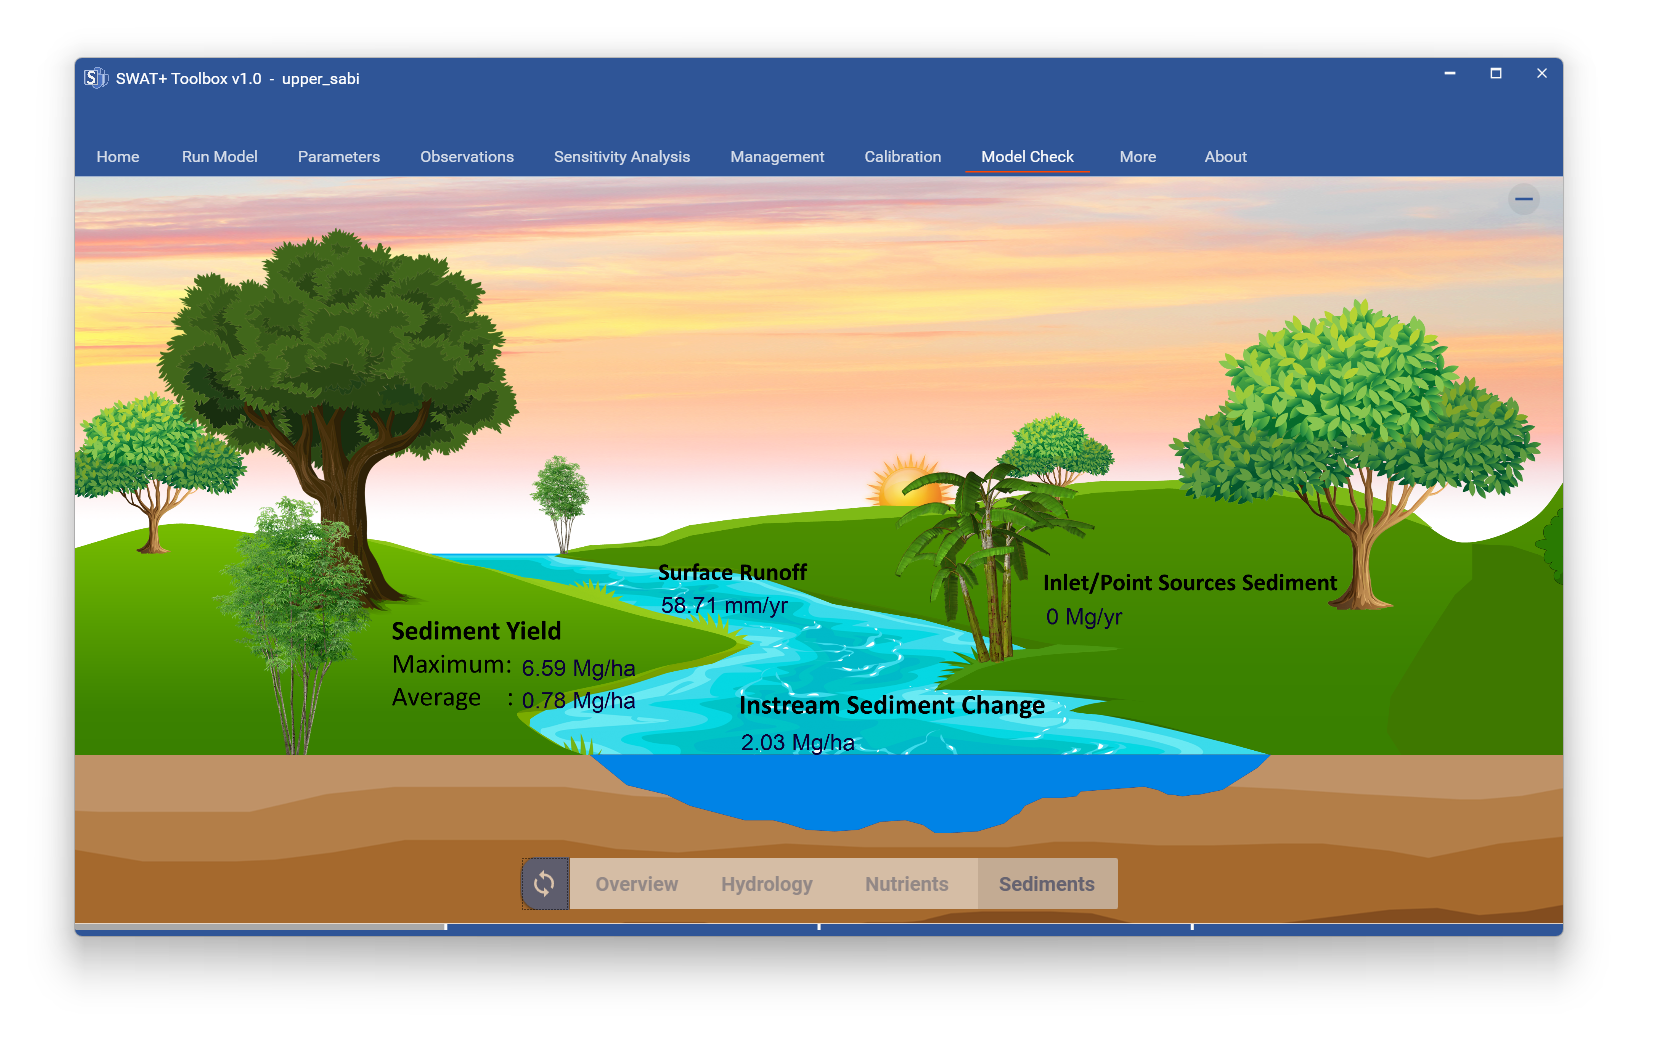 SWAT+ Toolbox v1.0 - upper_sabi
Home Run Model Parameters Observations Sensitivity Analysis Management Calibration Model Check More About
Surface Runoff
58.71 mm/yr
Inlet/Point Sources Sediment
0 Mg/yr
Sediment Yield
Maximum: 6.59 Mg/ha
Average : 0.78 Mg/ha
Instream Sediment Change
2.03 Mg/ha
Overview Hydrology Nutrients Sediments